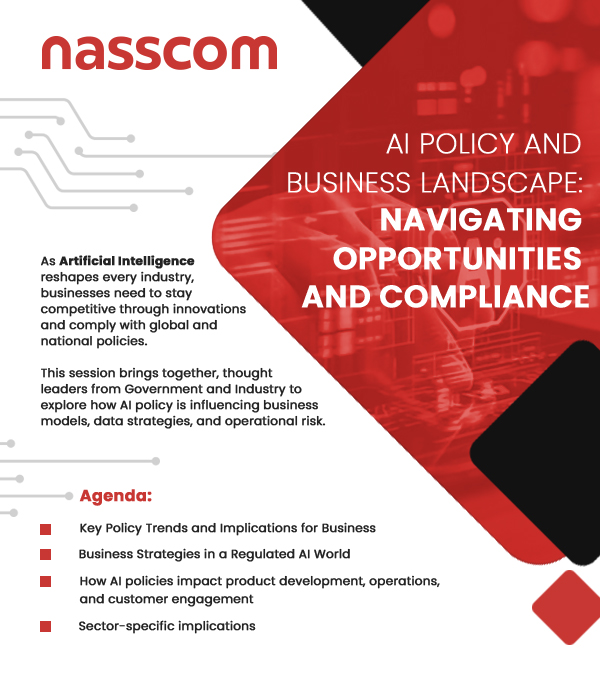 nasscom
AI POLICY AND
BUSINESS LANDSCAPE:
NAVIGATING
OPPORTUNITIES
AND COMPLIANCE
As Artificial Intelligence
reshapes every industry,
businesses need to stay
competitive through innovations
and comply with global and
national policies.
This session brings together, thought
leaders from Government and Industry to
explore how AI policy is influencing business
models, data strategies, and operational risk.
Agenda:
Key Policy Trends and Implications for Business
Business Strategies in a Regulated AI World
How AI policies impact product development, operations,
and customer engagement
Sector-specific implications